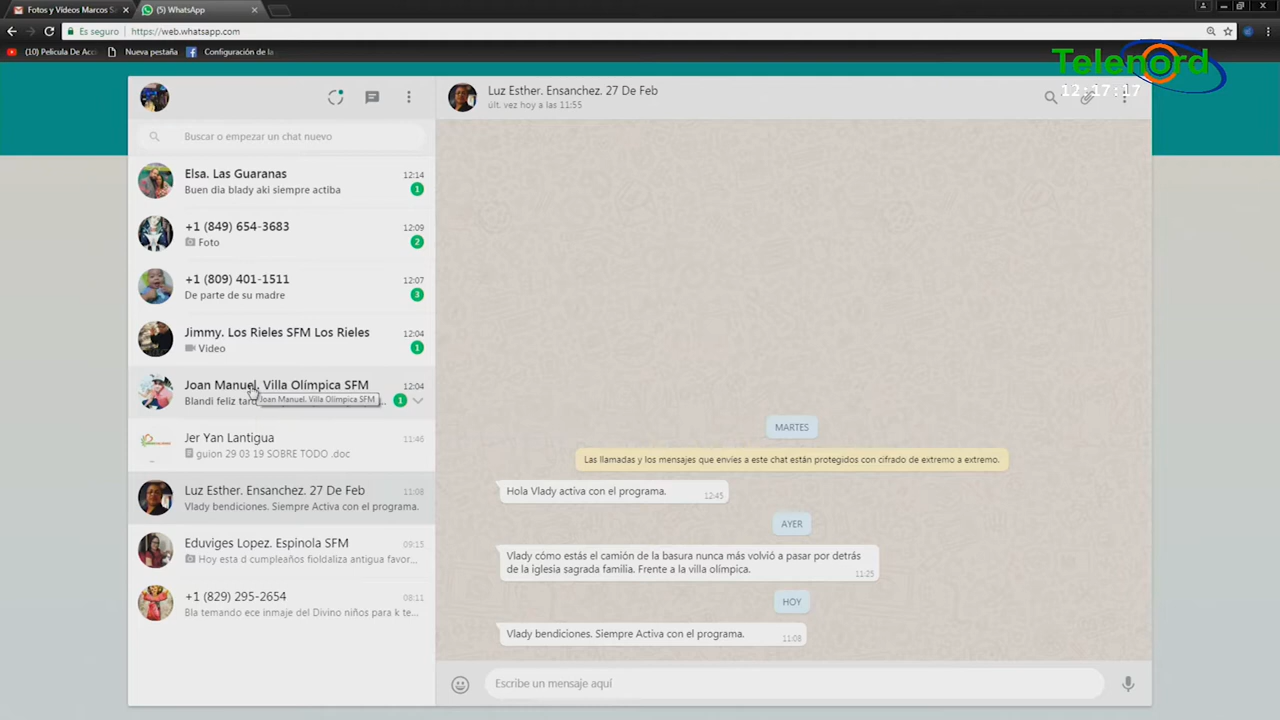 Fotos y Vídeos Marcos S
(5) WhatsApp
Es seguro
https://web.whatsapp.com
(10) Pelicula De Acc
Nueva pestaña
Configuración de la
Telenord
12:17:17
Buscar o empezar un chat nuevo
Elsa. Las Guaranas
12:14
Buen dia blady aki siempre actiba
1
+1 (849) 654-3683
12:09
Foto
2
+1 (809) 401-1511
12:07
De parte de su madre
3
Jimmy. Los Rieles SFM Los Rieles
12:04
Video
1
Joan Manuel. Villa Olímpica SFM
12:04
Blandi feliz
Joan Manuel. Villa Olímpica SFM
1
Jer Yan Lantigua
11:46
guion 29 03 19 SOBRE TODO .doc
Luz Esther. Ensanchez. 27 De Feb
11:08
Vlady bendiciones. Siempre Activa con el programa.
Eduviges Lopez. Espinola SFM
09:15
Hoy esta d cumpleaños fioldaliza antigua favor...
+1 (829) 295-2654
08:11
Bla temando ece inmaje del Divino niños para k te...
Luz Esther. Ensanchez. 27 De Feb
últ. vez hoy a las 11:55
MARTES
Las llamadas y los mensajes que envíes a este chat están protegidos con cifrado de extremo a extremo.
Hola Vlady activa con el programa.
12:45
AYER
Vlady cómo estás el camión de la basura nunca más volvió a pasar por detrás
de la iglesia sagrada familia. Frente a la villa olímpica.
11:25
HOY
Vlady bendiciones. Siempre Activa con el programa.
11:08
Escribe un mensaje aquí